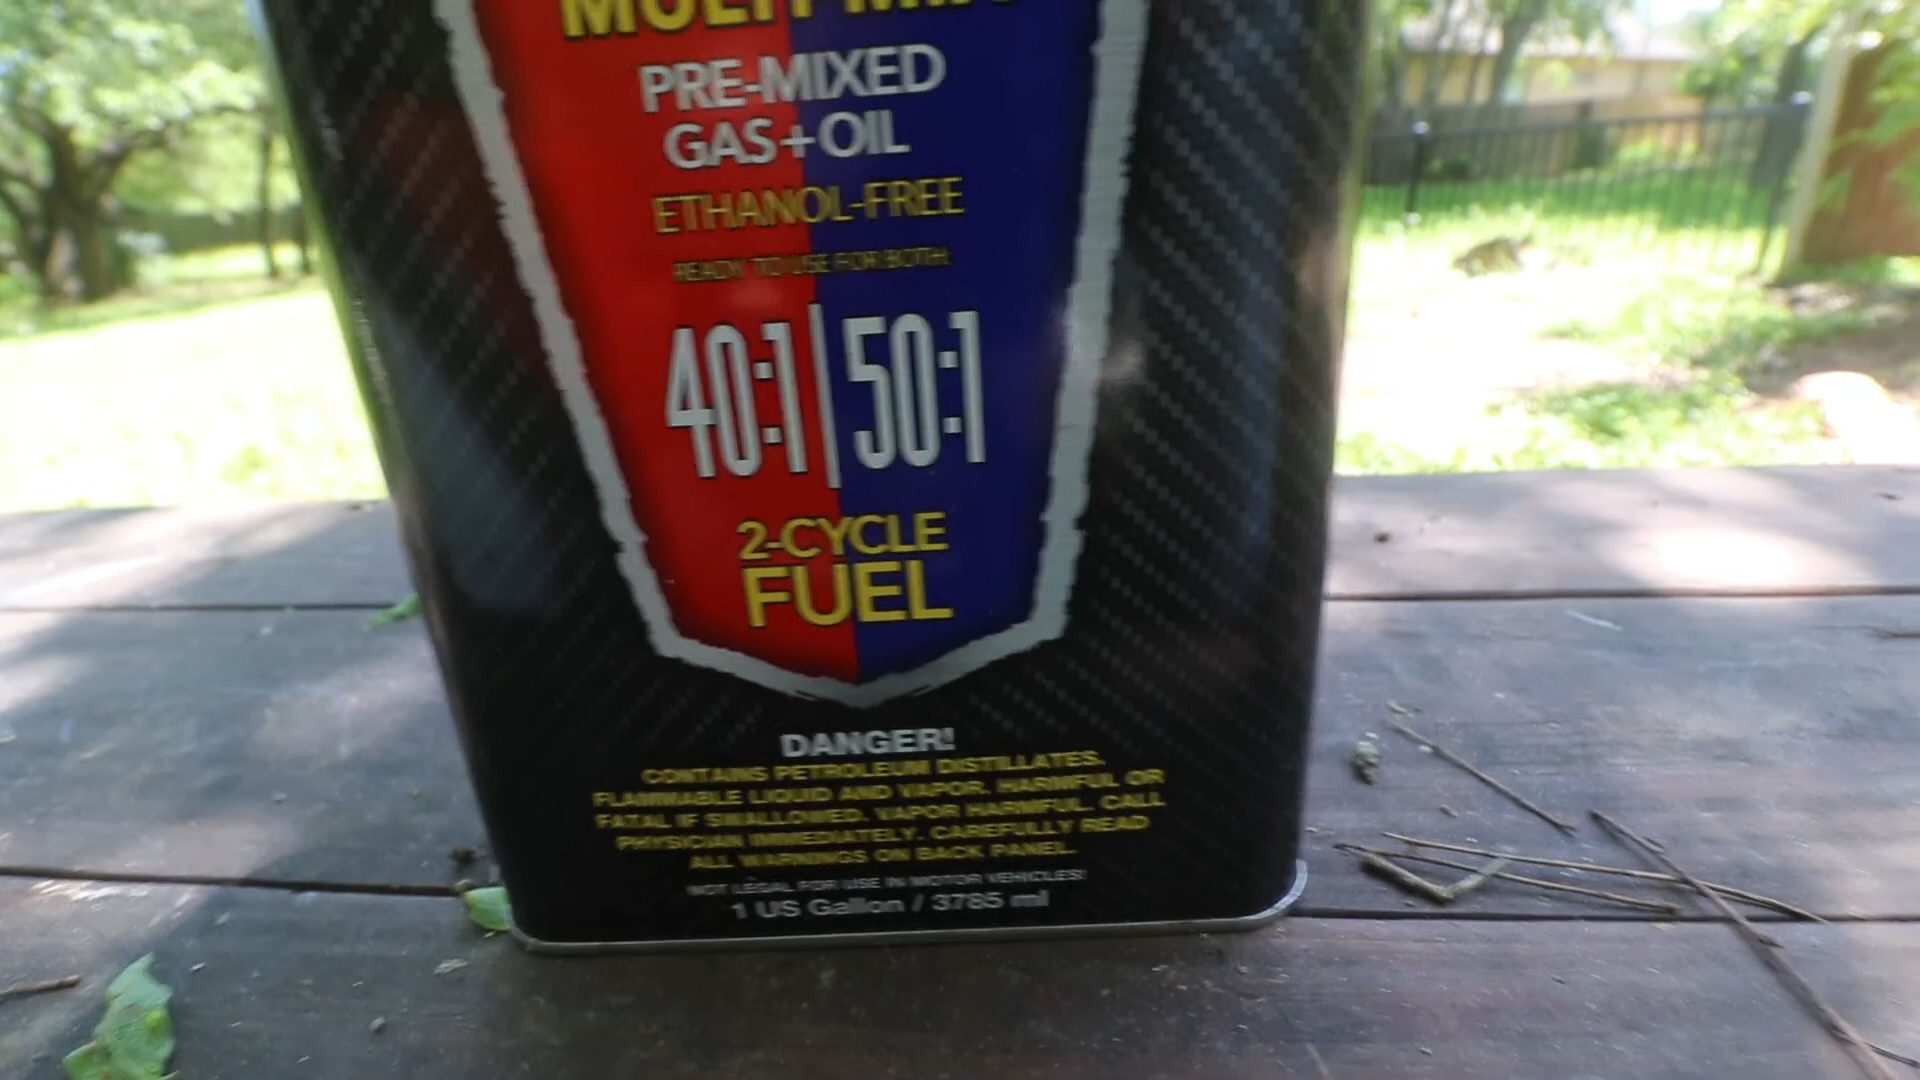 MULTI-MIX
PRE-MIXED
GAS+OIL
ETHANOL-FREE
READY TO USE FOR BOTH
40:1|50:1
2-CYCLE
FUEL
DANGER!
CONTAINS PETROLEUM DISTILLATES.
FLAMMABLE LIQUID AND VAPOR. HARMFUL OR
FATAL IF SWALLOWED. VAPOR HARMFUL. CALL
PHYSICIAN IMMEDIATELY. CAREFULLY READ
ALL WARNINGS ON BACK PANEL.
NOT LEGAL FOR USE IN MOTOR VEHICLES!
1 US Gallon / 3785 ml